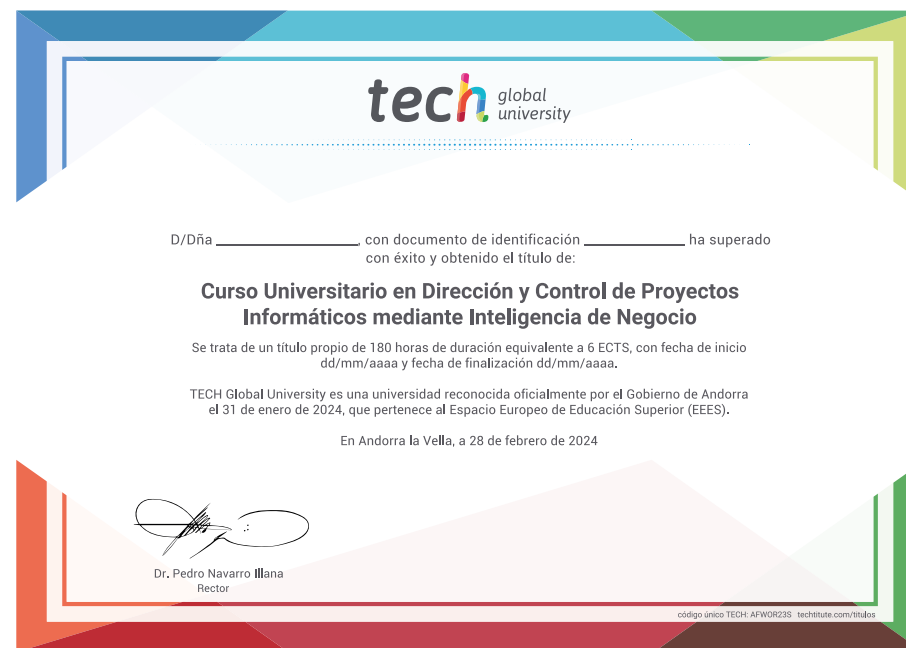 tech global university
D/Dña ______________, con documento de identificación __________ ha superado
con éxito y obtenido el título de:
Curso Universitario en Dirección y Control de Proyectos
Informáticos mediante Inteligencia de Negocio
Se trata de un título propio de 180 horas de duración equivalente a 6 ECTS, con fecha de inicio
dd/mm/aaaa y fecha de finalización dd/mm/aaaa.
TECH Global University es una universidad reconocida oficialmente por el Gobierno de Andorra
el 31 de enero de 2024, que pertenece al Espacio Europeo de Educación Superior (EEES).
En Andorra la Vella, a 28 de febrero de 2024
Dr. Pedro Navarro Illana
Rector
código único TECH: AFWOR23S techtitute.com/titulos